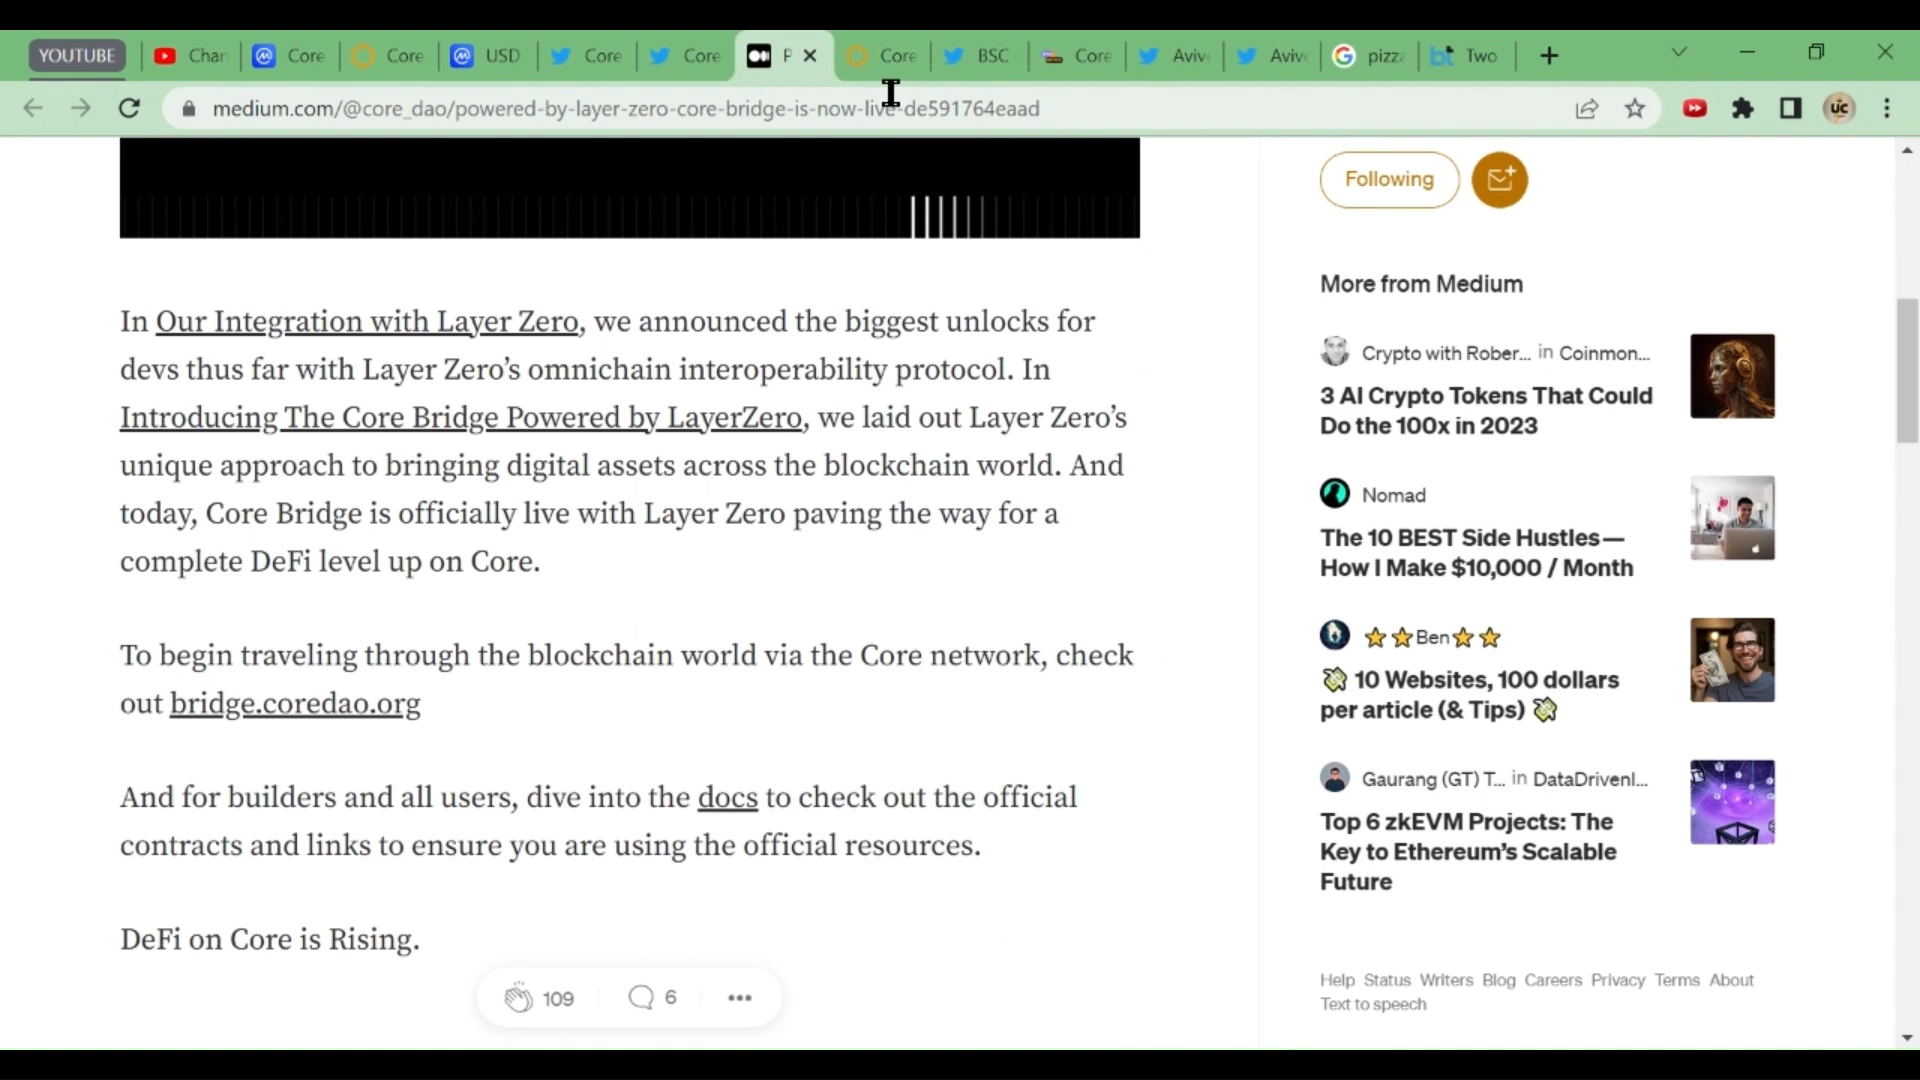 YOUTUBE
Chan
Core
Core
USD
Core
Core
P
Core
BSC
Core
Avive
Avive
pizza
Two
medium.com/@core_dao/powered-by-layer-zero-core-bridge-is-now-live-de591764eaad
UC
Following
In Our Integration with Layer Zero, we announced the biggest unlocks for
devs thus far with Layer Zero’s omnichain interoperability protocol. In
Introducing The Core Bridge Powered by LayerZero, we laid out Layer Zero’s
unique approach to bringing digital assets across the blockchain world. And
today, Core Bridge is officially live with Layer Zero paving the way for a
complete DeFi level up on Core.
To begin traveling through the blockchain world via the Core network, check
out bridge.coredao.org
And for builders and all users, dive into the docs to check out the official
contracts and links to ensure you are using the official resources.
DeFi on Core is Rising.
109
6
More from Medium
Crypto with Rober... in Coinmon...
3 AI Crypto Tokens That Could
Do the 100x in 2023
Nomad
The 10 BEST Side Hustles—
How I Make $10,000 / Month
⭐⭐Ben⭐⭐
💸 10 Websites, 100 dollars
per article (& Tips) 💸
Gaurang (GT) T... in DataDrivenI...
Top 6 zkEVM Projects: The
Key to Ethereum’s Scalable
Future
Help Status Writers Blog Careers Privacy Terms About
Text to speech